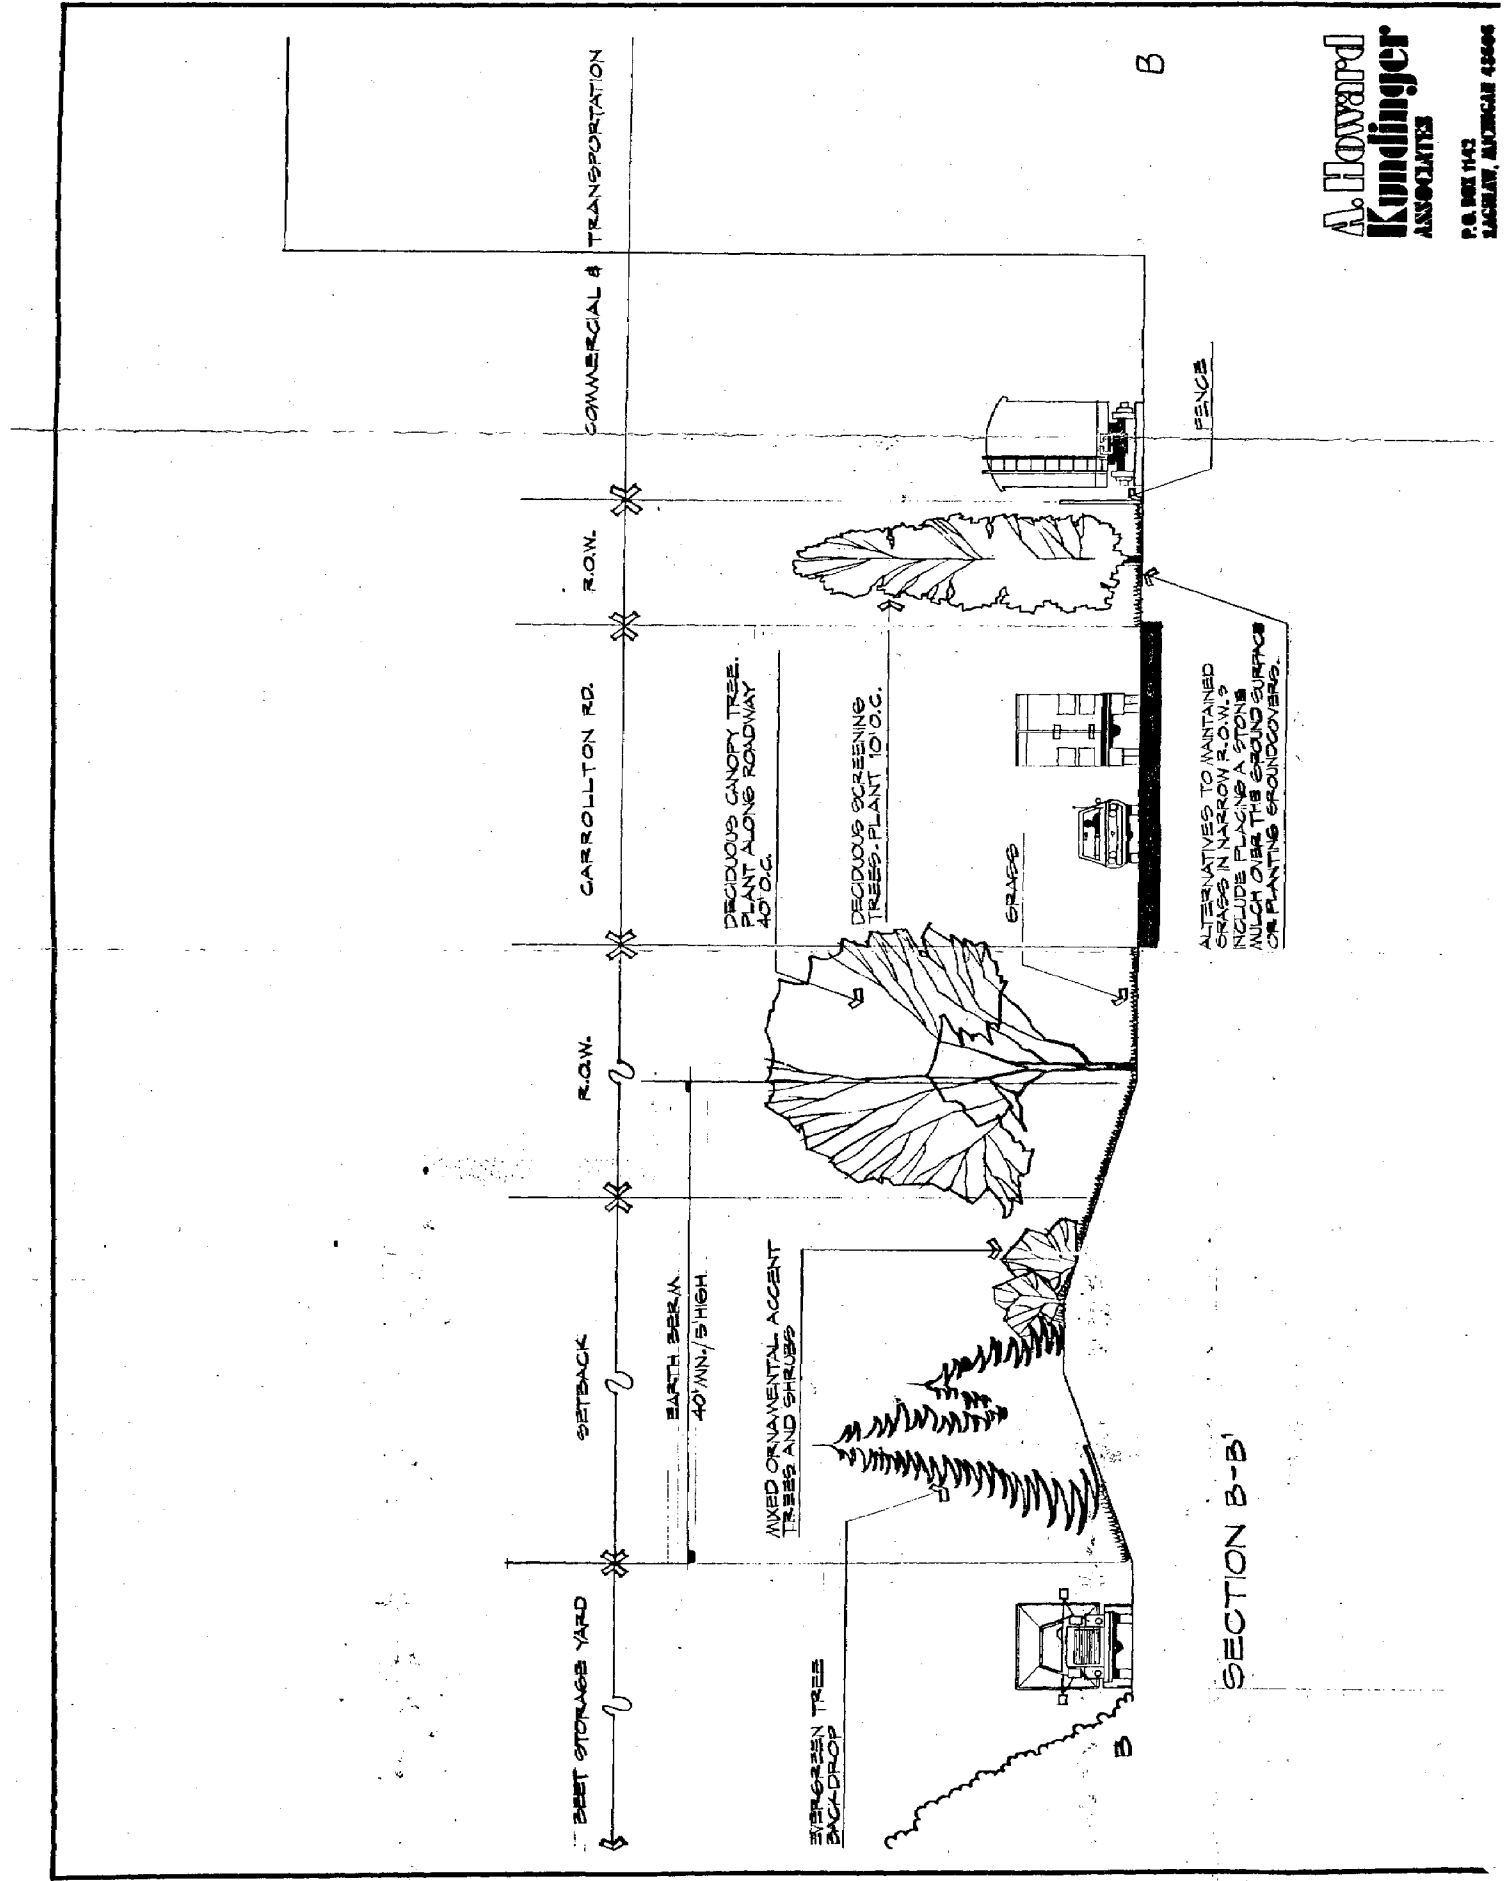 BEET STORAGE YARD
SETBACK
R.O.W.
CARROLLTON RD.
R.O.W.
COMMERCIAL & TRANSPORTATION
EARTH BERM
40' MIN./5' HIGH
DECIDUOUS CANOPY TREE.
PLANT ALONG ROADWAY
40' O.C.
MIXED ORNAMENTAL ACCENT
TREES AND SHRUBS
DECIDUOUS SCREENING
TREES-PLANT 10' O.C.
EVERGREEN TREE
BACKDROP
GRASS
FENCE
B
B
ALTERNATIVES TO MAINTAINED
GRASS IN NARROW R.O.W.S
INCLUDE PLACING A STONE
MULCH OVER THE GROUND SURFACE
OR PLANTING GROUNDCOVERS.
SECTION B-B'
A. Howard
Kundinger
ASSOCIATES
P.O. BOX 1142
SAGINAW, MICHIGAN 48606